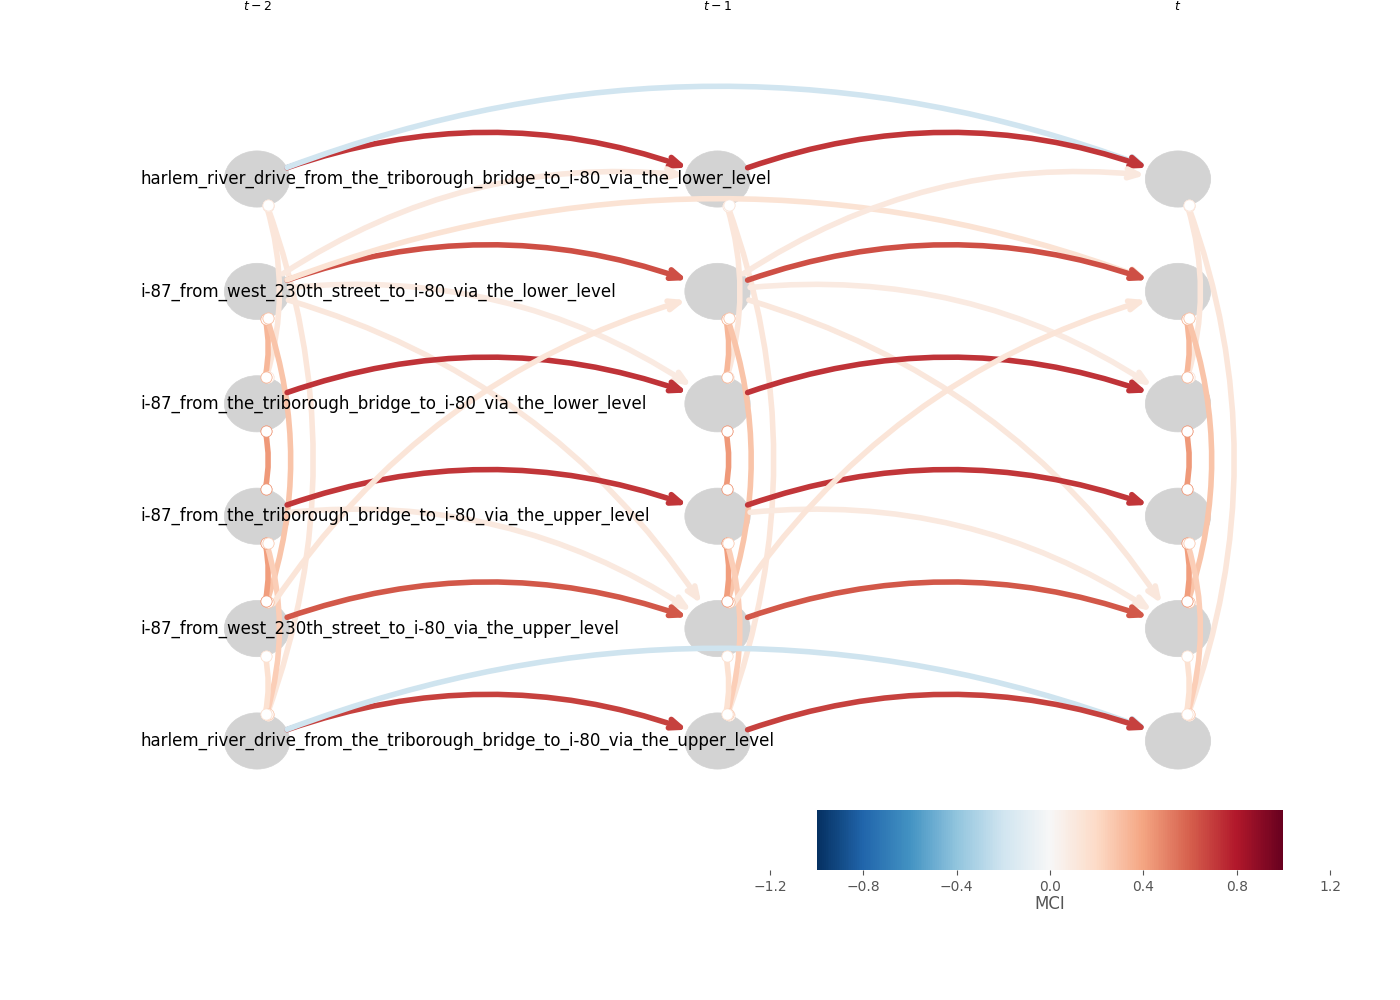 t − 2 t − 1 t
harlem_river_drive_from_the_triborough_bridge_to_i-80_via_the_lower_level
i-87_from_west_230th_street_to_i-80_via_the_lower_level
i-87_from_the_triborough_bridge_to_i-80_via_the_lower_level
i-87_from_the_triborough_bridge_to_i-80_via_the_upper_level
i-87_from_west_230th_street_to_i-80_via_the_upper_level
harlem_river_drive_from_the_triborough_bridge_to_i-80_via_the_upper_level
−1.2 −0.8 −0.4 0.0 0.4 0.8 1.2
MCI